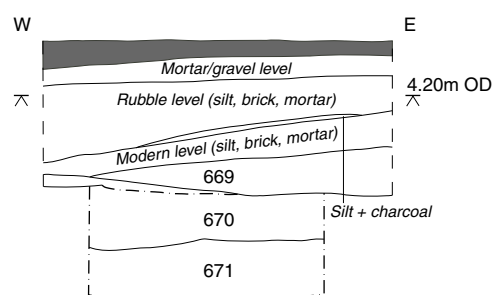 W
E
Mortar/gravel level
4.20m OD
Rubble level (silt, brick, mortar)
Modern level (silt, brick, mortar)
669
Silt + charcoal
670
671